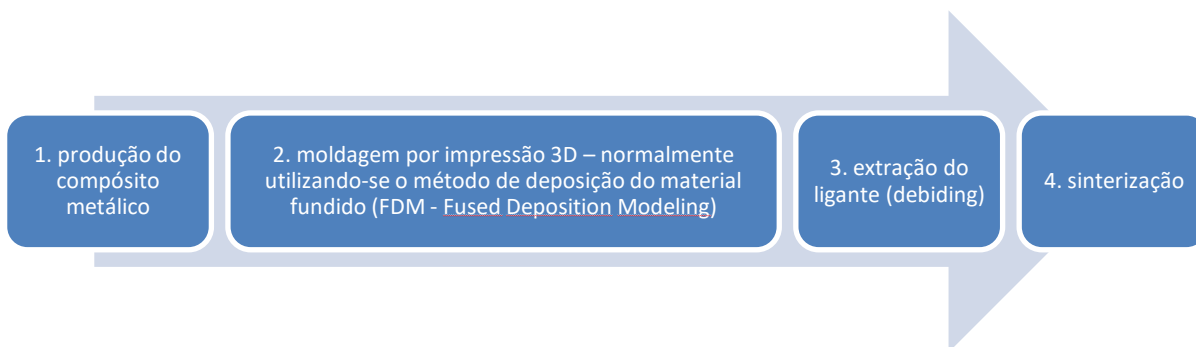 1. produção do
compósito
metálico
2. moldagem por impressão 3D – normalmente
utilizando-se o método de deposição do material
fundido (FDM - Fused Deposition Modeling)
3. extração do
ligante (debiding)
4. sinterização